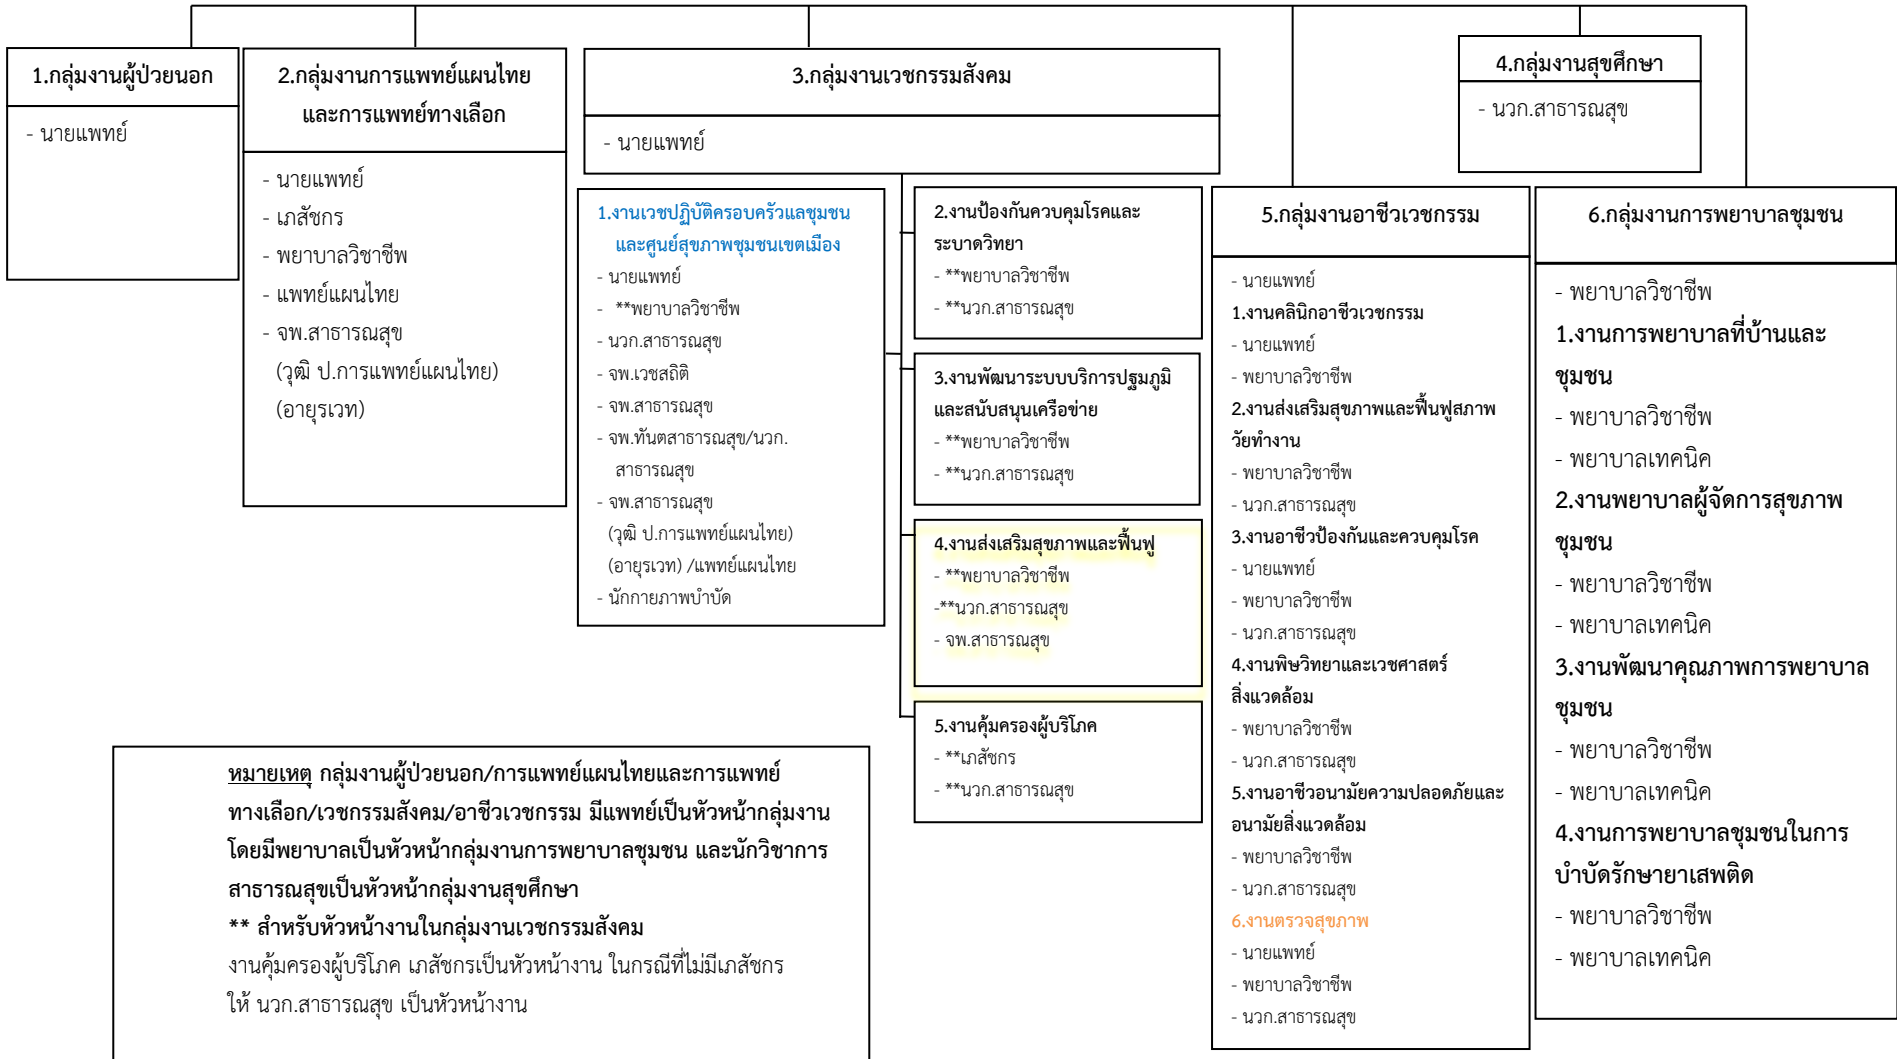 1.กลุ่มงานผู้ป่วยนอก
- นายแพทย์
2.กลุ่มงานการแพทย์แผนไทย
และการแพทย์ทางเลือก
- นายแพทย์
- เภสัชกร
- พยาบาลวิชาชีพ
- แพทย์แผนไทย
- จพ.สาธารณสุข
(วุฒิ ป.การแพทย์แผนไทย)
(อายุรเวท)
3.กลุ่มงานเวชกรรมสังคม
- นายแพทย์
1.งานเวชปฏิบัติครอบครัวแลชุมชน
และศูนย์สุขภาพชุมชนเขตเมือง
- นายแพทย์
- **พยาบาลวิชาชีพ
- นวก.สาธารณสุข
- จพ.เวชสถิติ
- จพ.สาธารณสุข
- จพ.ทันตสาธารณสุข/นวก.
สาธารณสุข
- จพ.สาธารณสุข
(วุฒิ ป.การแพทย์แผนไทย)
(อายุรเวท) /แพทย์แผนไทย
- นักกายภาพบำบัด
2.งานป้องกันควบคุมโรคและ
ระบาดวิทยา
- **พยาบาลวิชาชีพ
- **นวก.สาธารณสุข
3.งานพัฒนาระบบบริการปฐมภูมิ
และสนับสนุนเครือข่าย
- **พยาบาลวิชาชีพ
- **นวก.สาธารณสุข
4.งานส่งเสริมสุขภาพและฟื้นฟู
- **พยาบาลวิชาชีพ
-**นวก.สาธารณสุข
- จพ.สาธารณสุข
5.งานคุ้มครองผู้บริโภค
- **เภสัชกร
- **นวก.สาธารณสุข
4.กลุ่มงานสุขศึกษา
- นวก.สาธารณสุข
5.กลุ่มงานอาชีวเวชกรรม
- นายแพทย์
1.งานคลินิกอาชีวเวชกรรม
- นายแพทย์
- พยาบาลวิชาชีพ
2.งานส่งเสริมสุขภาพและฟื้นฟูสภาพ
วัยทำงาน
- พยาบาลวิชาชีพ
- นวก.สาธารณสุข
3.งานอาชีวป้องกันและควบคุมโรค
- นายแพทย์
- พยาบาลวิชาชีพ
- นวก.สาธารณสุข
4.งานพิษวิทยาและเวชศาสตร์
สิ่งแวดล้อม
- พยาบาลวิชาชีพ
- นวก.สาธารณสุข
5.งานอาชีวอนามัยความปลอดภัยและ
อนามัยสิ่งแวดล้อม
- พยาบาลวิชาชีพ
- นวก.สาธารณสุข
6.งานตรวจสุขภาพ
- นายแพทย์
- พยาบาลวิชาชีพ
- นวก.สาธารณสุข
6.กลุ่มงานการพยาบาลชุมชน
- พยาบาลวิชาชีพ
1.งานการพยาบาลที่บ้านและ
ชุมชน
- พยาบาลวิชาชีพ
- พยาบาลเทคนิค
2.งานพยาบาลผู้จัดการสุขภาพ
ชุมชน
- พยาบาลวิชาชีพ
- พยาบาลเทคนิค
3.งานพัฒนาคุณภาพการพยาบาล
ชุมชน
- พยาบาลวิชาชีพ
- พยาบาลเทคนิค
4.งานการพยาบาลชุมชนในการ
บำบัดรักษายาเสพติด
- พยาบาลวิชาชีพ
- พยาบาลเทคนิค
หมายเหตุ กลุ่มงานผู้ป่วยนอก/การแพทย์แผนไทยและการแพทย์
ทางเลือก/เวชกรรมสังคม/อาชีวเวชกรรม มีแพทย์เป็นหัวหน้ากลุ่มงาน
โดยมีพยาบาลเป็นหัวหน้ากลุ่มงานการพยาบาลชุมชน และนักวิชาการ
สาธารณสุขเป็นหัวหน้ากลุ่มงานสุขศึกษา
** สำหรับหัวหน้างานในกลุ่มงานเวชกรรมสังคม
งานคุ้มครองผู้บริโภค เภสัชกรเป็นหัวหน้างาน ในกรณีที่ไม่มีเภสัชกร
ให้ นวก.สาธารณสุข เป็นหัวหน้างาน